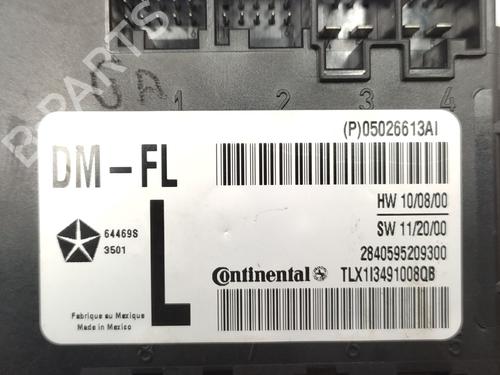 B-PARTS
1 2 3 4
(P)05026613AI
DM-FL
HW 10/08/00
64469S
3501
L
SW 11/20/00
2840595209300
Continental
TLX1I3491008QB
Fabrique au Mexique
Made in Mexico